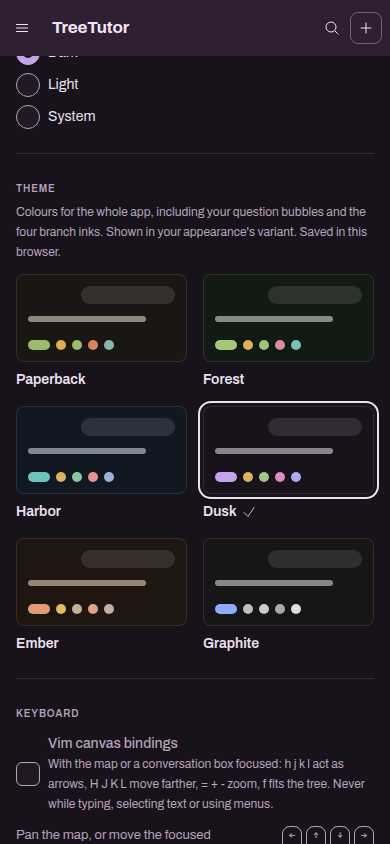 TreeTutor
Light
System
THEME
Colours for the whole app, including your question bubbles and the
four branch inks. Shown in your appearance's variant. Saved in this
browser.
Paperback
Forest
Harbor
Dusk
Ember
Graphite
KEYBOARD
Vim canvas bindings
With the map or a conversation box focused: h j k l act as
arrows, H J K L move farther, = + - zoom, f fits the tree. Never
while typing, selecting text or using menus.
Pan the map, or move the focused